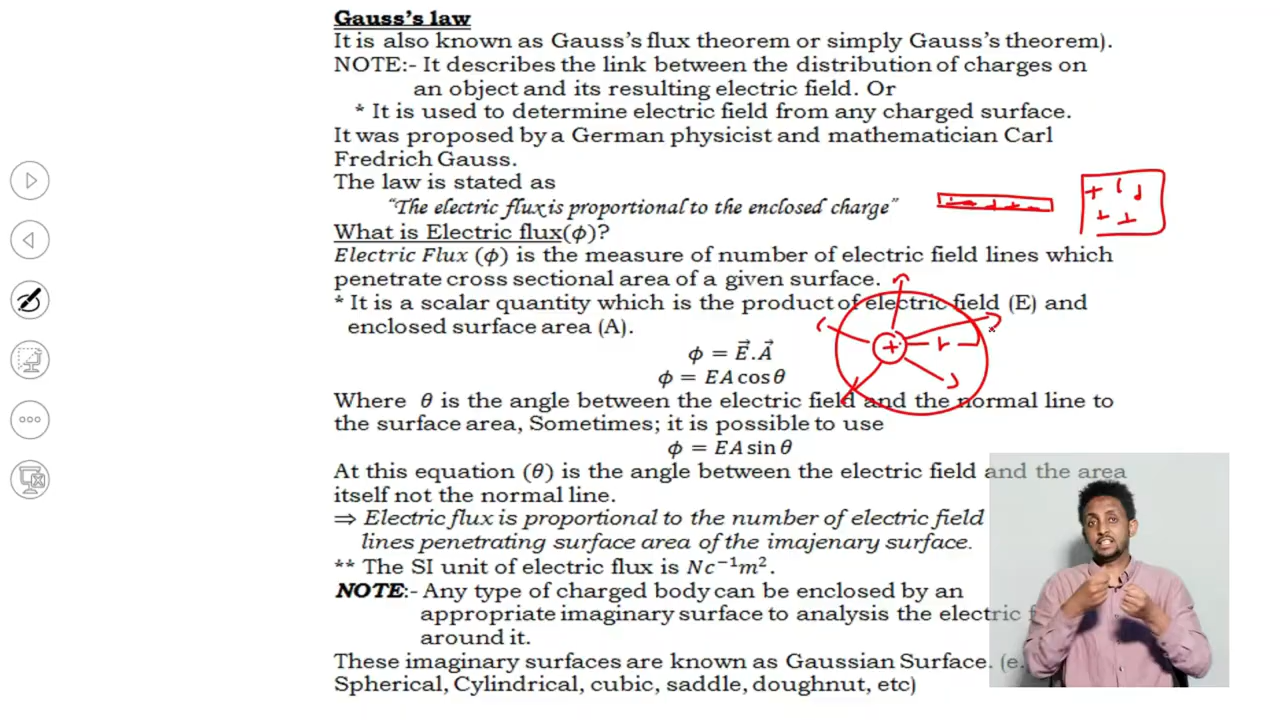 Gauss's law
It is also known as Gauss's flux theorem or simply Gauss's theorem).
NOTE:- It describes the link between the distribution of charges on
an object and its resulting electric field. Or
* It is used to determine electric field from any charged surface.
It was proposed by a German physicist and mathematician Carl
Fredrich Gauss.
The law is stated as
"The electric flux is proportional to the enclosed charge"
What is Electric flux(ϕ)?
Electric Flux (ϕ) is the measure of number of electric field lines which
penetrate cross sectional area of a given surface.
* It is a scalar quantity which is the product of electric field (E) and
enclosed surface area (A).
ϕ = E⃗.A⃗
ϕ = EA cos θ
Where θ is the angle between the electric field and the normal line to
the surface area, Sometimes; it is possible to use
ϕ = EA sin θ
At this equation (θ) is the angle between the electric field and the area
itself not the normal line.
⇒ Electric flux is proportional to the number of electric field
lines penetrating surface area of the imajenary surface.
** The SI unit of electric flux is Nc⁻¹m².
NOTE:- Any type of charged body can be enclosed by an
appropriate imaginary surface to analysis the electric
around it.
These imaginary surfaces are known as Gaussian Surface. (e.
Spherical, Cylindrical, cubic, saddle, doughnut, etc)
+
r